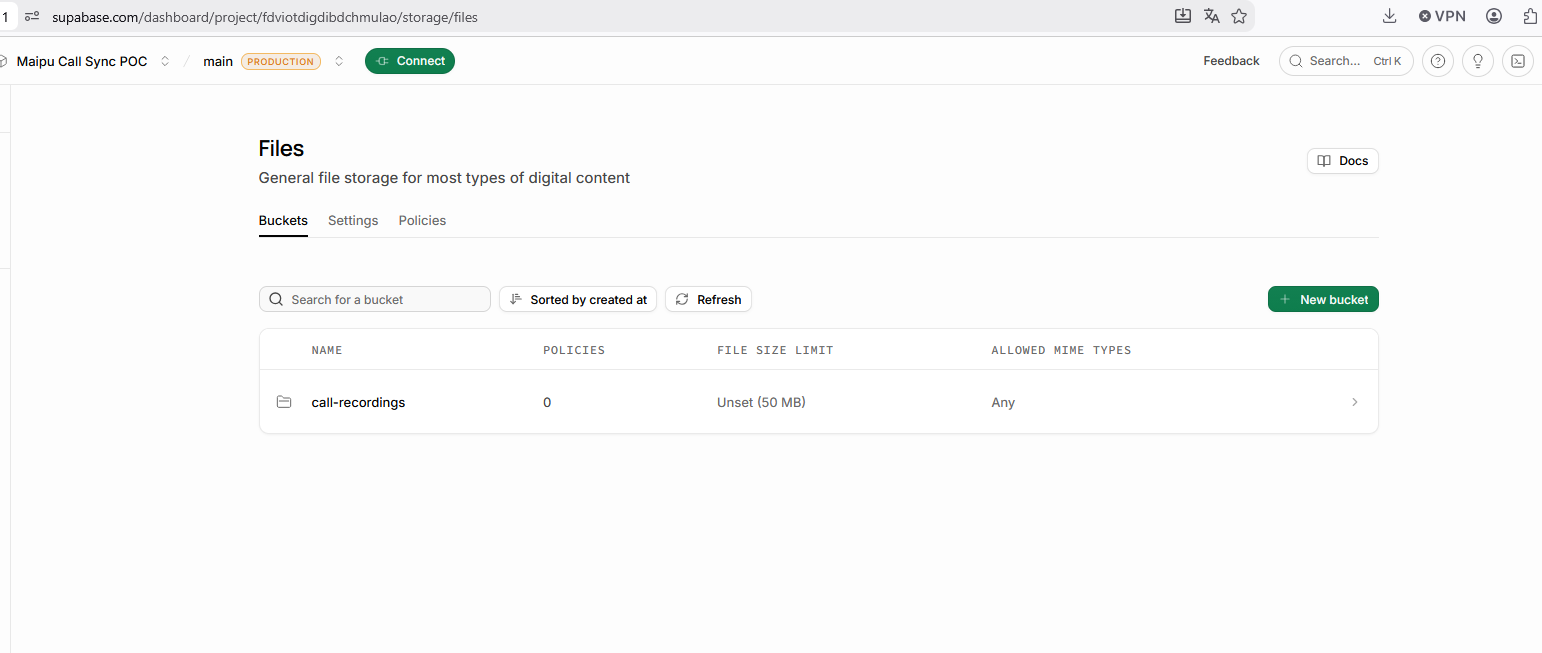 1 supabase.com/dashboard/project/fdviotdigdibdchmulao/storage/files VPN
Maipu Call Sync POC / main PRODUCTION Connect Feedback Search... Ctrl K
Files
General file storage for most types of digital content
Docs
Buckets Settings Policies
Search for a bucket Sorted by created at Refresh New bucket
NAME POLICIES FILE SIZE LIMIT ALLOWED MIME TYPES
call-recordings 0 Unset (50 MB) Any